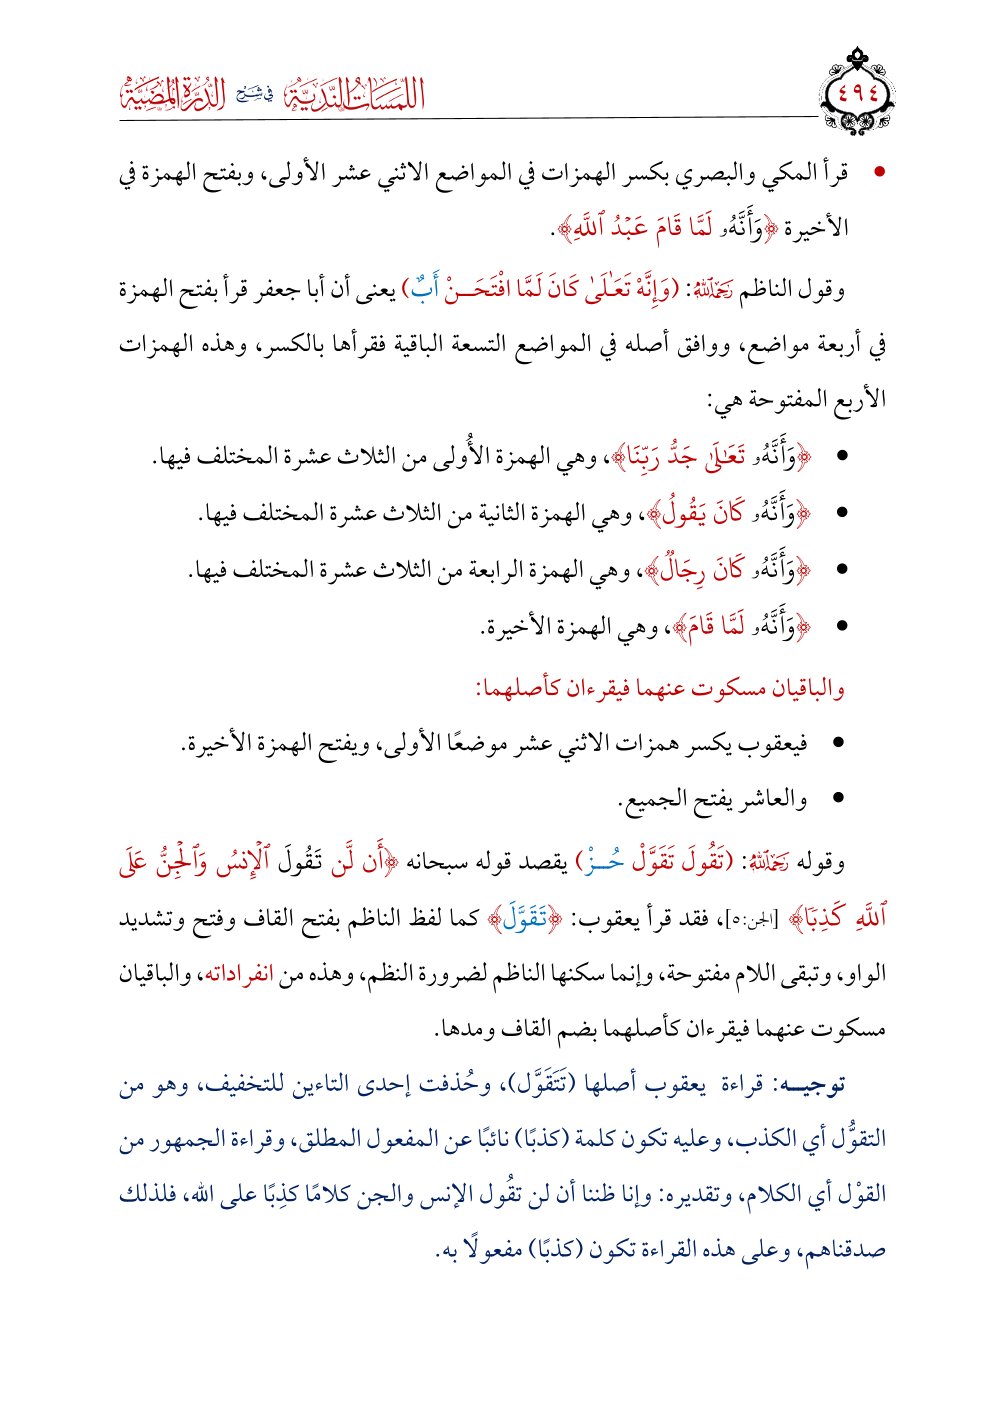 ٤٩٤
اللمسات الندية في شرح الدرة المضية
• قرأ المكي والبصري بكسر الهمزات في المواضع الاثني عشر الأولى، وبفتح الهمزة في
الأخيرة ﴿وَأَنَّهُۥ لَمَّا قَامَ عَبۡدُ ٱللَّهِ﴾.
وقول الناظم رَحِمَهُٱللَّهُ: (وَإِنَّهْ تَعَـٰلَىٰ كَانَ لَمَّا افْتَحَـــنْ أَبٌ) يعنى أن أبا جعفر قرأ بفتح الهمزة
في أربعة مواضع، ووافق أصله في المواضع التسعة الباقية فقرأها بالكسر، وهذه الهمزات
الأربع المفتوحة هي:
• ﴿وَأَنَّهُۥ تَعَٰلَىٰ جَدُّ رَبِّنَا﴾، وهي الهمزة الأُولى من الثلاث عشرة المختلف فيها.
• ﴿وَأَنَّهُۥ كَانَ يَقُولُ﴾، وهي الهمزة الثانية من الثلاث عشرة المختلف فيها.
• ﴿وَأَنَّهُۥ كَانَ رِجَالٞ﴾، وهي الهمزة الرابعة من الثلاث عشرة المختلف فيها.
• ﴿وَأَنَّهُۥ لَمَّا قَامَ﴾، وهي الهمزة الأخيرة.
والباقيان مسكوت عنهما فيقرءان كأصلهما:
• فيعقوب يكسر همزات الاثني عشر موضعًا الأولى، ويفتح الهمزة الأخيرة.
• والعاشر يفتح الجميع.
وقوله رَحِمَهُٱللَّهُ: (تَقُولَ تَقَوَّلْ حُـــزْ) يقصد قوله سبحانه ﴿أَن لَّن تَقُولَ ٱلۡإِنسُ وَٱلۡجِنُّ عَلَى
ٱللَّهِ كَذِبٗا﴾ [الجن:٥]، فقد قرأ يعقوب: ﴿تَقَوَّلَ﴾ كما لفظ الناظم بفتح القاف وفتح وتشديد
الواو، وتبقى اللام مفتوحة، وإنما سكنها الناظم لضرورة النظم، وهذه من انفراداته، والباقيان
مسكوت عنهما فيقرءان كأصلهما بضم القاف ومدها.
توجيـــه: قراءة يعقوب أصلها (تَتَقَوَّل)، وحُذفت إحدى التاءين للتخفيف، وهو من
التقوُّل أي الكذب، وعليه تكون كلمة (كذبًا) نائبًا عن المفعول المطلق، وقراءة الجمهور من
القوْل أي الكلام، وتقديره: وإنا ظننا أن لن تقُول الإنس والجن كلامًا كذِبًا على الله، فلذلك
صدقناهم، وعلى هذه القراءة تكون (كذبًا) مفعولًا به.